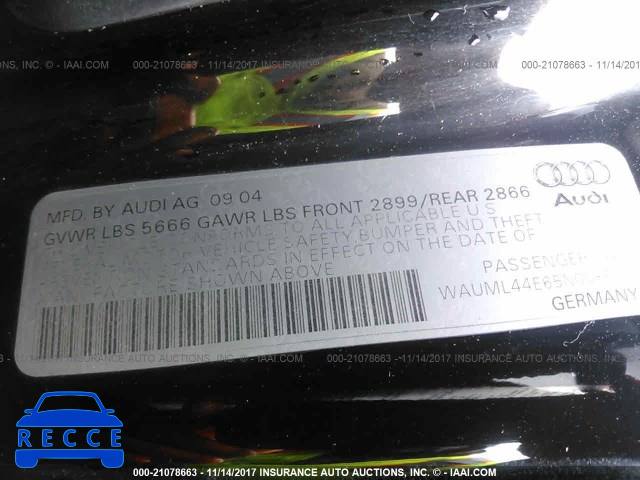 000-21078663 - 11/14/2017 INSURANCE AUTO AUCTIONS, INC. © - IAAI.COM
MFD. BY AUDI AG 09 04
GVWR LBS 5666 GAWR LBS FRONT 2899/REAR 2866
CONFORMS TO ALL APPLICABLE U S
VEHICLE SAFETY, BUMPER AND THEFT
STANDARDS IN EFFECT ON THE DATE OF
SHOWN ABOVE
Audi
PASSENGER
WAUML44E65N
GERMANY
000-21078663 - 11/14/2017 INSURANCE AUTO AUCTIONS, INC. © - IAAI.COM
RECCE
000-21078663 - 11/14/2017 INSURANCE AUTO AUCTIONS, INC. © - IAAI.COM